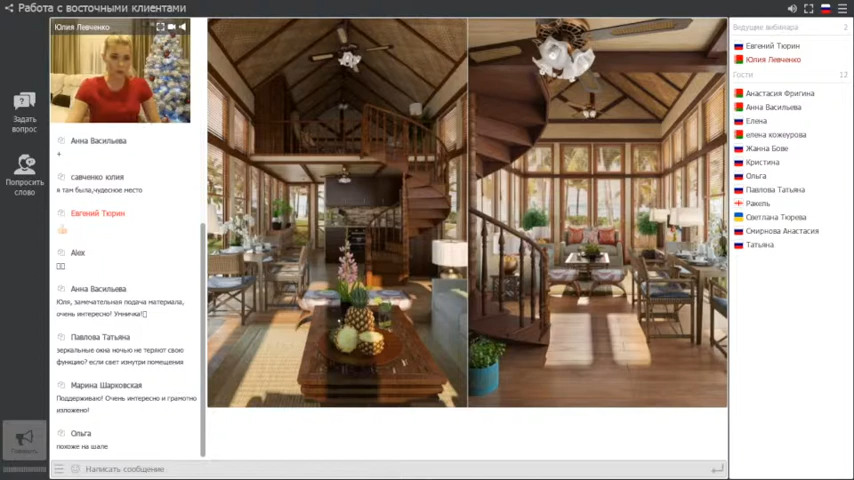 Работа с восточными клиентами
Юлия Левченко
Задать
вопрос
Попросить
слово
Анна Васильева
+
савченко юлия
я там была,чудесное место
Евгений Тюрин
Alex
Анна Васильева
Юля, замечательная подача материала,
очень интересно! Умничка!
Павлова Татьяна
зеркальные окна ночью не теряют свою
функцию? если свет изнутри помещения
Марина Шарковская
Поддерживаю! Очень интересно и грамотно
изложено!
Ольга
похоже на шале
Написать сообщение
Ведущие вебинара 2
Евгений Тюрин
Юлия Левченко
Гости 12
Анастасия Фригина
Анна Васильева
Елена
елена кожеурова
Жанна Бове
Кристина
Ольга
Павлова Татьяна
Ракель
Светлана Тюрева
Смирнова Анастасия
Татьяна